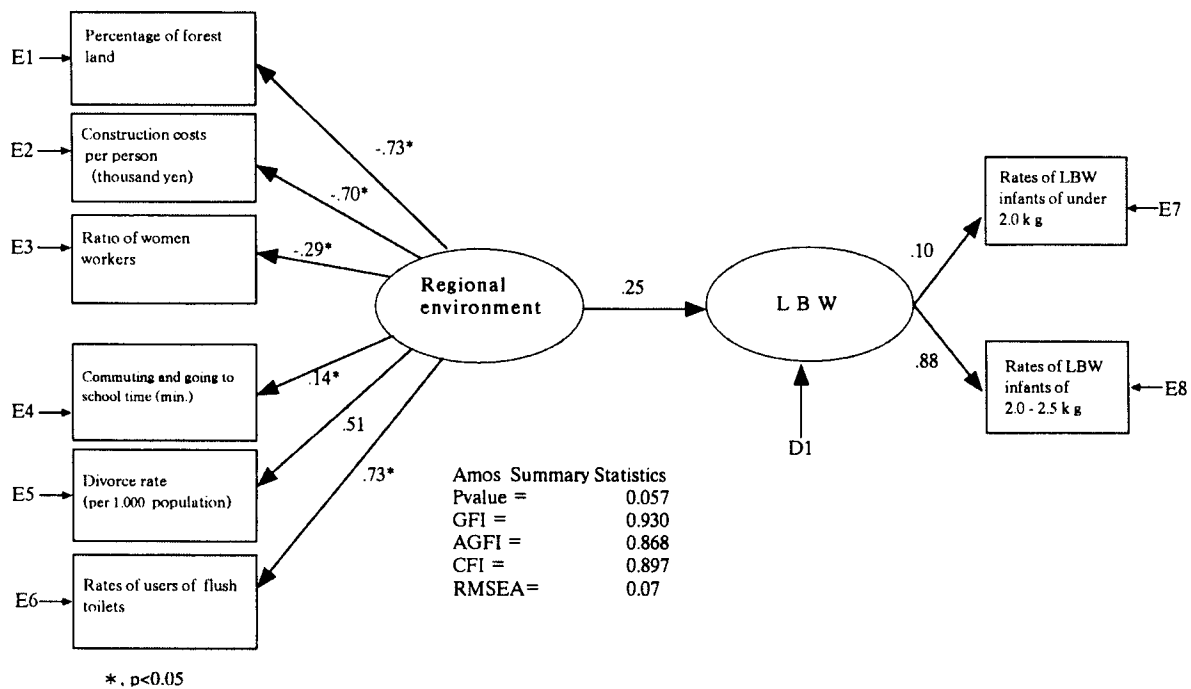 E1
Percentage of forest
land
E2
Construction costs
per person
(thousand yen)
E3
Ratio of women
workers
E4
Commuting and going to
school time (min.)
E5
Divorce rate
(per 1.000 population)
E6
Rates of users of flush
toilets
-.73*
-.70*
-.29*
.14*
.51
.73*
Regional
environment
.25
L B W
D1
.10
.88
Rates of LBW
infants of under
2.0 k g
E7
Rates of LBW
infants of
2.0 - 2.5 k g
E8
Amos Summary Statistics
Pvalue = 0.057
GFI = 0.930
AGFI = 0.868
CFI = 0.897
RMSEA= 0.07
*, p<0.05